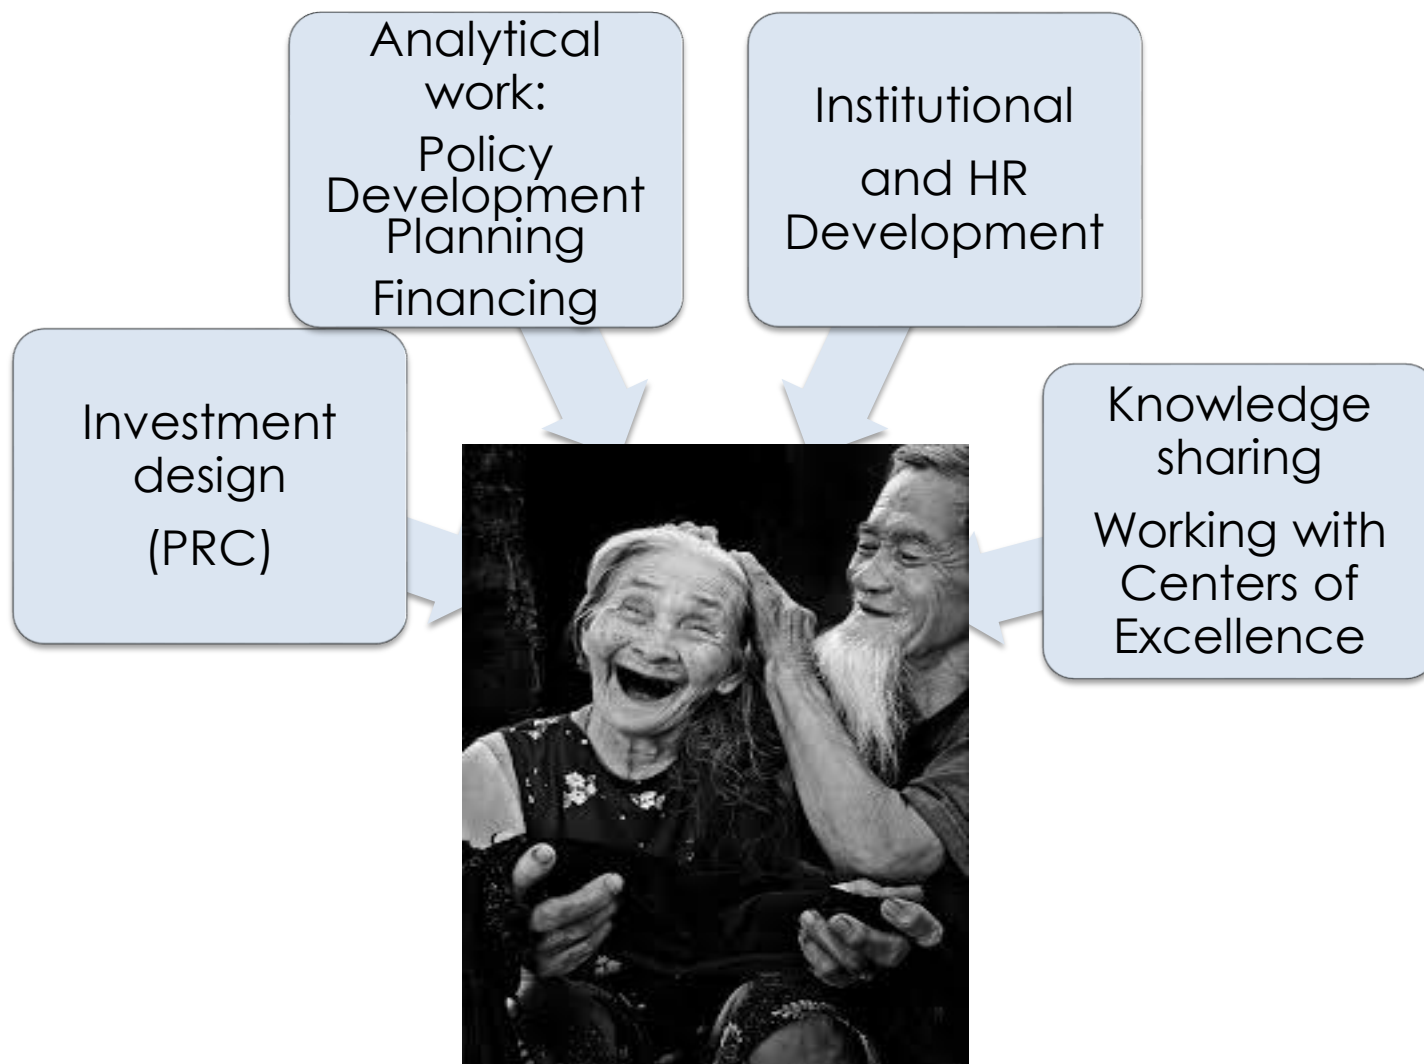 Analytical
work:
Policy
Development
Planning
Financing
Institutional
and HR
Development
Investment
design
(PRC)
Knowledge
sharing
Working with
Centers of
Excellence